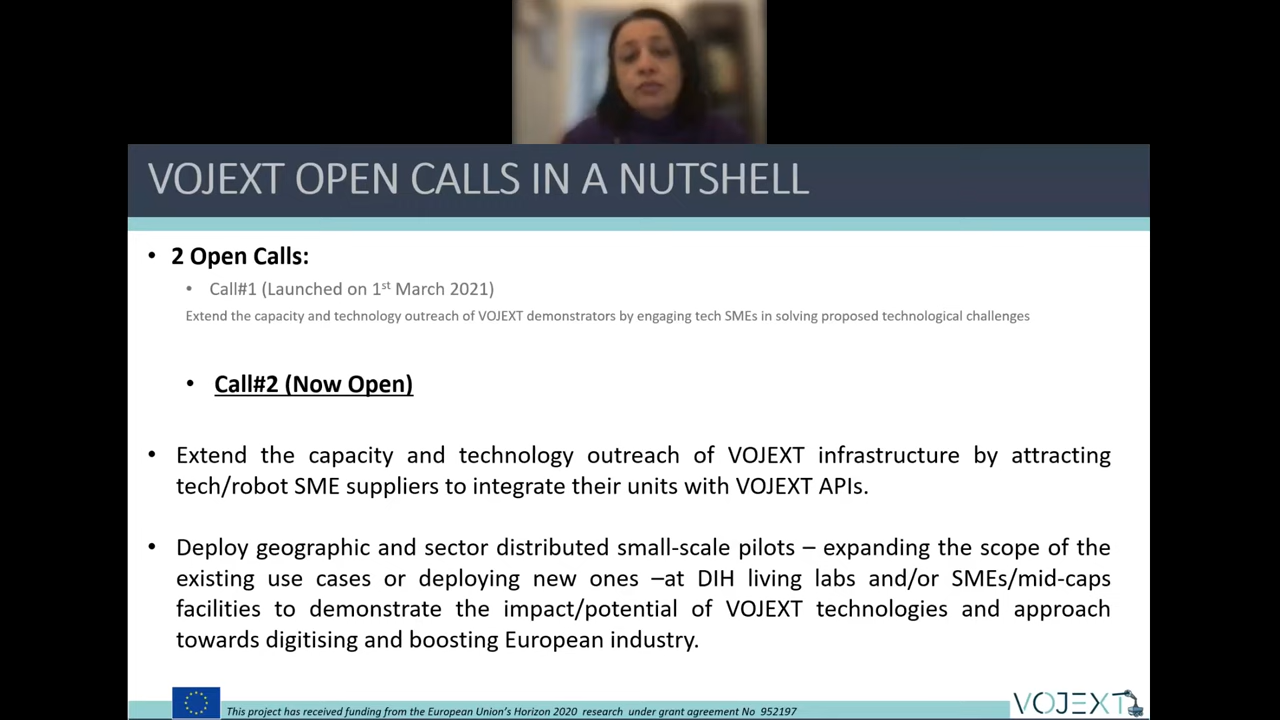 VOJEXT OPEN CALLS IN A NUTSHELL
• 2 Open Calls:
• Call#1 (Launched on 1st March 2021)
Extend the capacity and technology outreach of VOJEXT demonstrators by engaging tech SMEs in solving proposed technological challenges
• Call#2 (Now Open)
• Extend the capacity and technology outreach of VOJEXT infrastructure by attracting
tech/robot SME suppliers to integrate their units with VOJEXT APIs.
• Deploy geographic and sector distributed small-scale pilots – expanding the scope of the
existing use cases or deploying new ones –at DIH living labs and/or SMEs/mid-caps
facilities to demonstrate the impact/potential of VOJEXT technologies and approach
towards digitising and boosting European industry.
This project has received funding from the European Union's Horizon 2020 research under grant agreement No 952197
VOJEXT